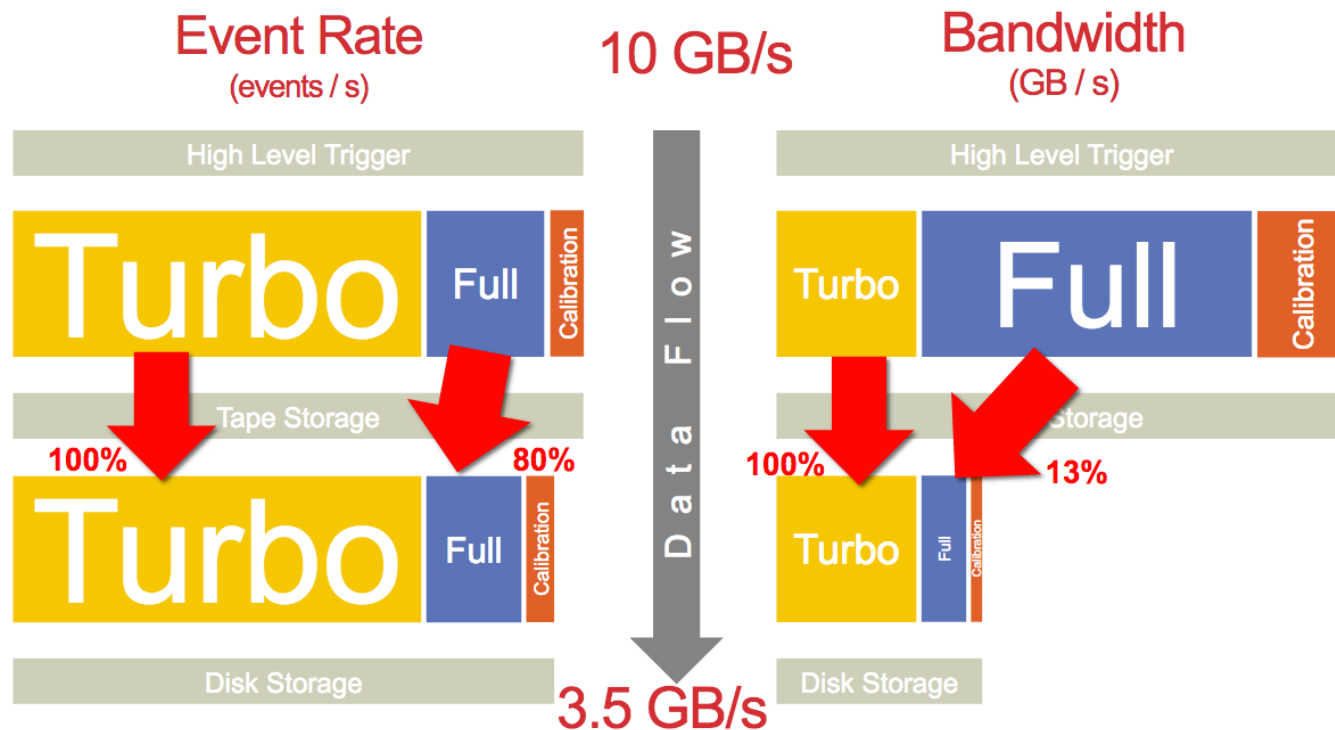 Event Rate
(events / s)
10 GB/s
Bandwidth
(GB / s)
High Level Trigger
High Level Trigger
Turbo
Full
Calibration
Turbo
Full
Calibration
Data Flow
Tape Storage
Storage
100%
80%
100%
13%
Turbo
Full
Calibration
Turbo
Full
Calibration
Disk Storage
Disk Storage
3.5 GB/s